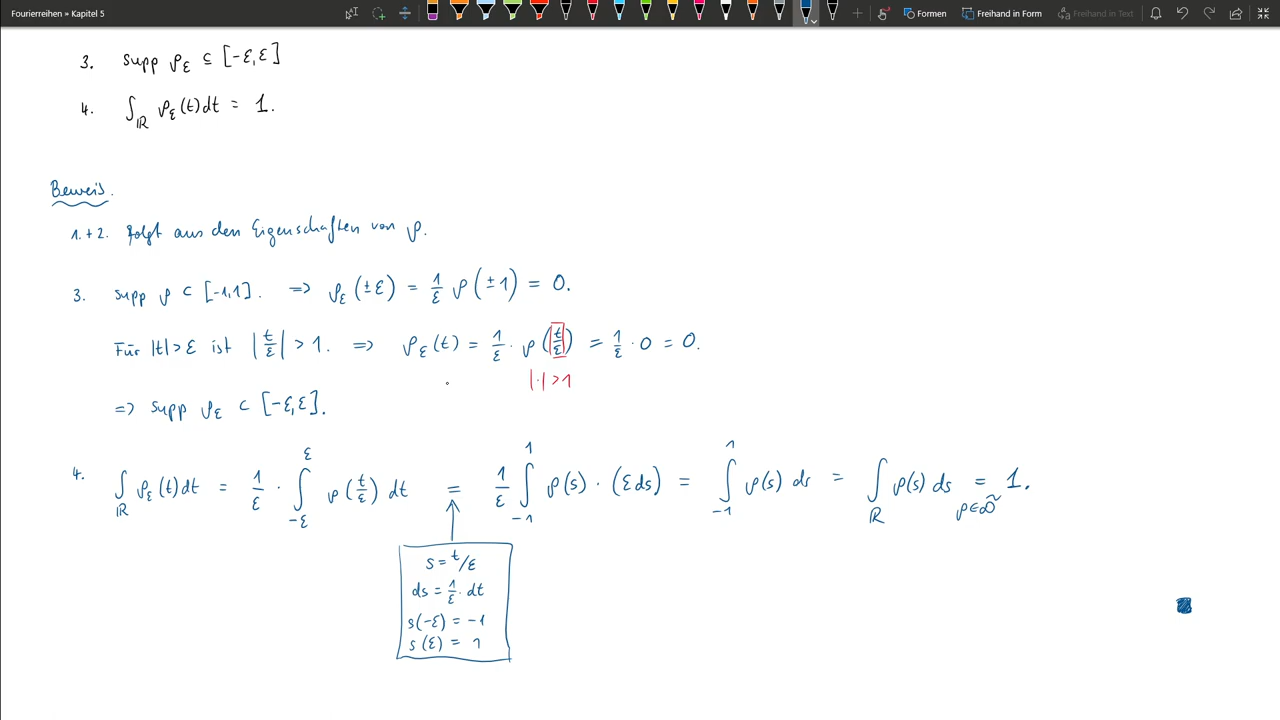 Fourierreihen » Kapitel 5
Formen
Freihand in Form
Freihand in Text
3. supp ρ_ε ⊆ [-ε,ε]
4. ∫_ℝ ρ_ε(t)dt = 1.
Beweis.
1.+2. folgt aus den Eigenschaften von ρ.
3. supp ρ ⊂ [-1,1]. ⇒ ρ_ε(±ε) = 1/ε ρ(±1) = 0.
Für |t|>ε ist |t/ε| > 1. ⇒ ρ_ε(t) = 1/ε · ρ(t/ε) = 1/ε · 0 = 0.
|·|>1
⇒ supp ρ_ε ⊂ [-ε,ε].
4. ∫_ℝ ρ_ε(t)dt = 1/ε · ∫_{-ε}^{ε} ρ(t/ε) dt = 1/ε ∫_{-1}^{1} ρ(s) · (εds) = ∫_{-1}^{1} ρ(s) ds = ∫_ℝ ρ(s) ds = 1.
s = t/ε
ds = 1/ε · dt
s(-ε) = -1
s(ε) = 1